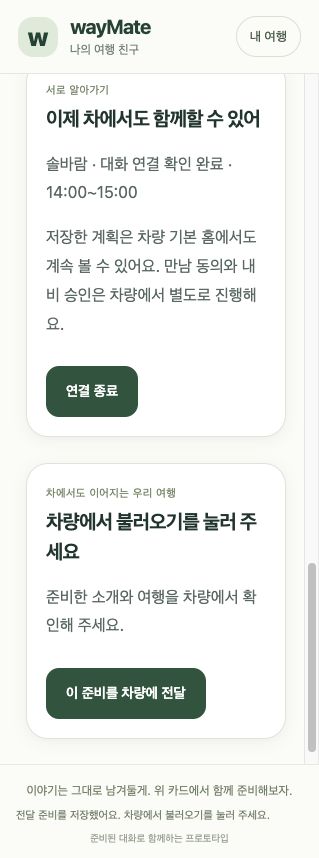 w
wayMate
나의 여행 친구
내 여행
서로 알아가기
이제 차에서도 함께할 수 있어
솔바람 · 대화 연결 확인 완료 ·
14:00~15:00
저장한 계획은 차량 기본 홈에서도
계속 볼 수 있어요. 만남 동의와 내
비 승인은 차량에서 별도로 진행해
요.
연결 종료
차에서도 이어지는 우리 여행
차량에서 불러오기를 눌러 주
세요
준비한 소개와 여행을 차량에서 확
인해 주세요.
이 준비를 차량에 전달
이야기는 그대로 남겨둘게. 위 카드에서 함께 준비해보자.
전달 준비를 저장했어요. 차량에서 불러오기를 눌러 주세요.
준비된 대화로 함께하는 프로토타입